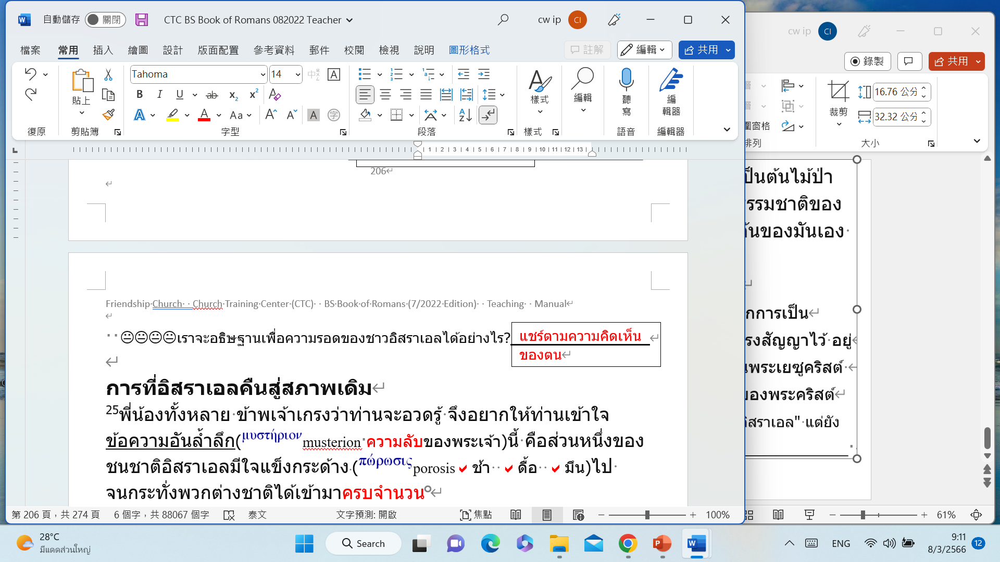 自動儲存 關閉 CTC BS Book of Romans 082022 Teacher cw ip CI
檔案 常用 插入 繪圖 設計 版面配置 參考資料 郵件 校閱 檢視 說明 圖形格式 註解 編輯 共用
Tahoma 14
貼上 樣式 編輯 聽寫 編輯器
復原 剪貼簿 字型 段落 樣式 語音 編輯器
1 2 3 4 5 6 7 8 9 10 11 12 13
206
Friendship Church Church Training Center (CTC) BS Book of Romans (7/2022 Edition) Teaching Manual
😐😐😐😐เราจะอธิษฐานเพื่อความรอดของชาวอิสราเอลได้อย่างไร?
แชร์ตามความคิดเห็น
ของตน
การที่อิสราเอลคืนสู่สภาพเดิม
25พี่น้องทั้งหลาย ข้าพเจ้าเกรงว่าท่านจะอวดรู้ จึงอยากให้ท่านเข้าใจ
ข้อความอันล้ำลึก(μυστήριον musterion ความลับของพระเจ้า)นี้ คือส่วนหนึ่งของ
ชนชาติอิสราเอลมีใจแข็งกระด้าง (πώρωσις porosis ✓ ช้า ✓ ดื้อ ✓ มึน)ไป
จนกระทั่งพวกต่างชาติได้เข้ามาครบจำนวน
第 206 頁，共 274 頁 6 個字，共 88067 個字 泰文 文字預測: 開啟 焦點 100%
cw ip CI
錄製 共用
裁剪 16.76 公分
32.32 公分
圍窗格
排列 大小
ป็นต้นไม้ป่า
รรมชาติของ
ต้นของมันเอง
กการเป็น
รงสัญญาไว้ อยู่
นพระเยซูคริสต์
ของพระคริสต์
อิสราเอล" แต่ยัง
61%
28°C
มีแดดส่วนใหญ่
Search
ENG
9:11
8/3/2566
12